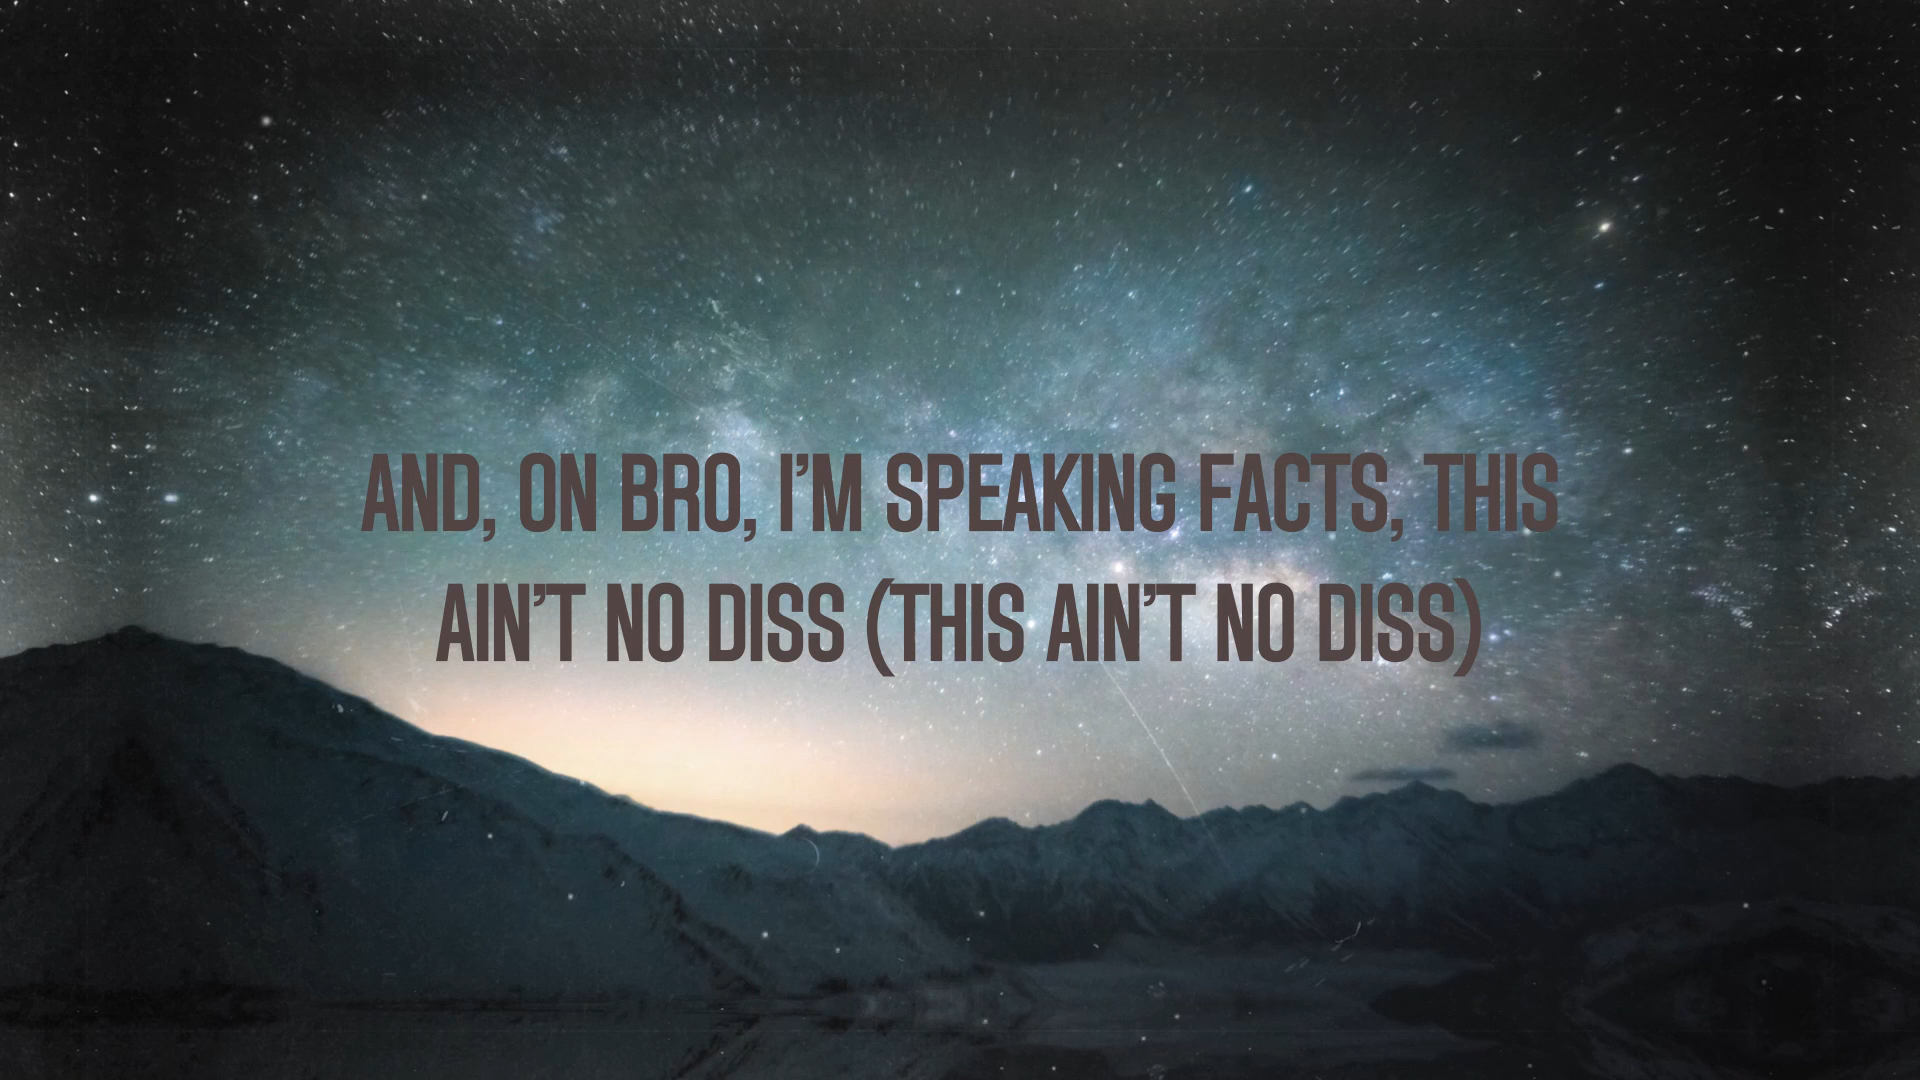 AND, ON BRO, I'M SPEAKING FACTS, THIS
AIN'T NO DISS (THIS AIN'T NO DISS)